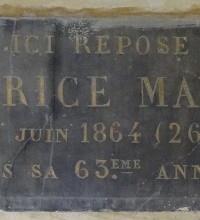 ICI REPOSE
RICE MA
JUIN 1864 (26
S SA 63.EME ANN